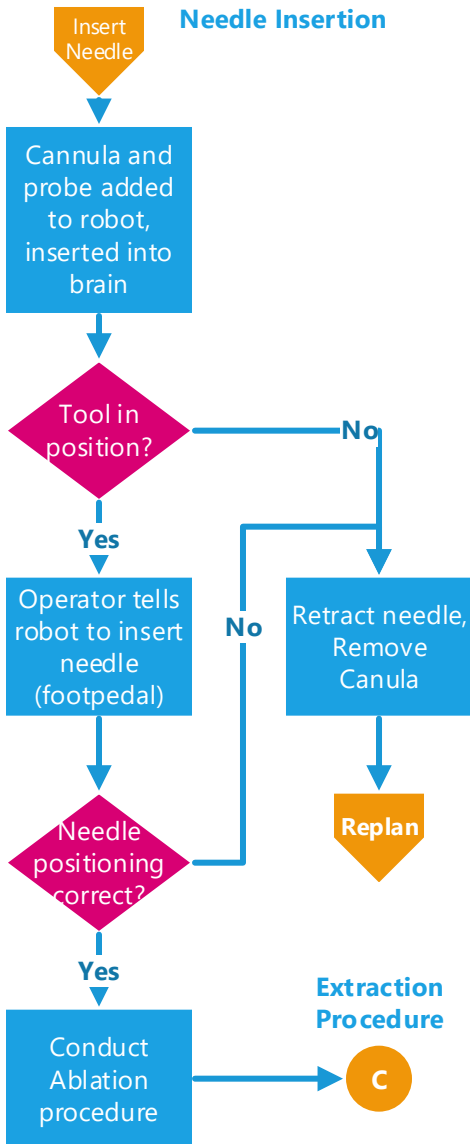 Needle Insertion
Insert
Needle
Cannula and
probe added
to robot,
inserted into
brain
Tool in
position?
No
Yes
Operator tells
robot to insert
needle
(footpedal)
No
Retract needle,
Remove
Canula
Needle
positioning
correct?
Replan
Yes
Extraction
Procedure
Conduct
Ablation
procedure
C